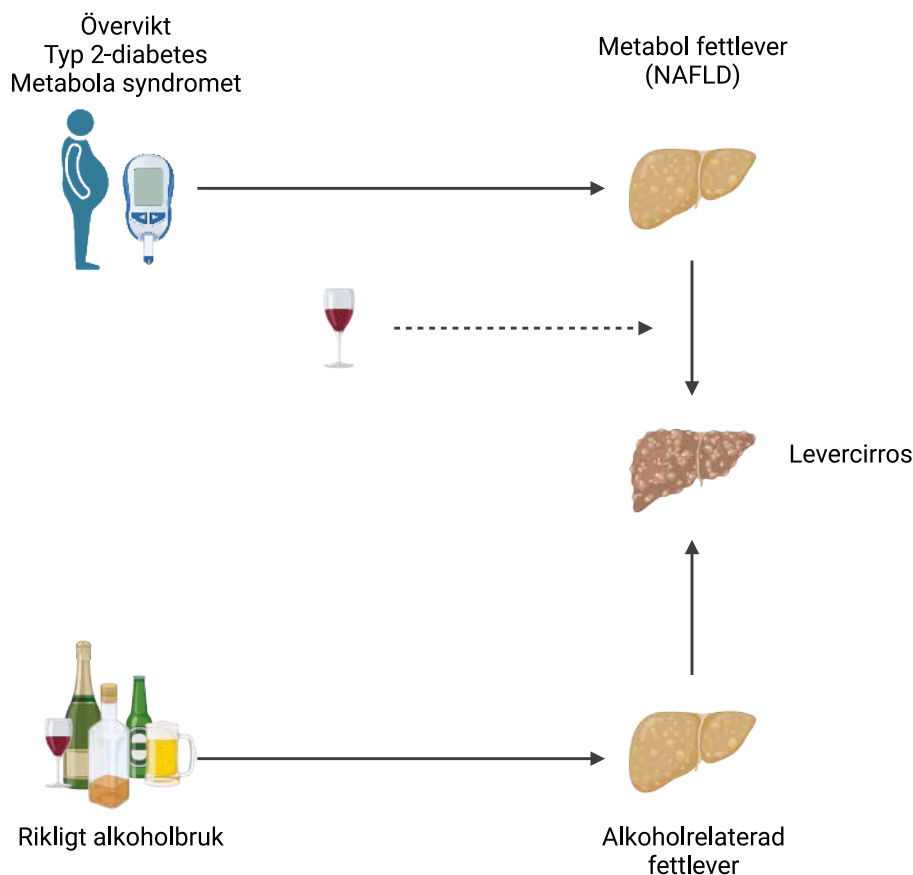 Övervikt
Typ 2-diabetes
Metabola syndromet
Metabol fettlever
(NAFLD)
Levercirros
Rikligt alkoholbruk
Alkoholrelaterad
fettlever